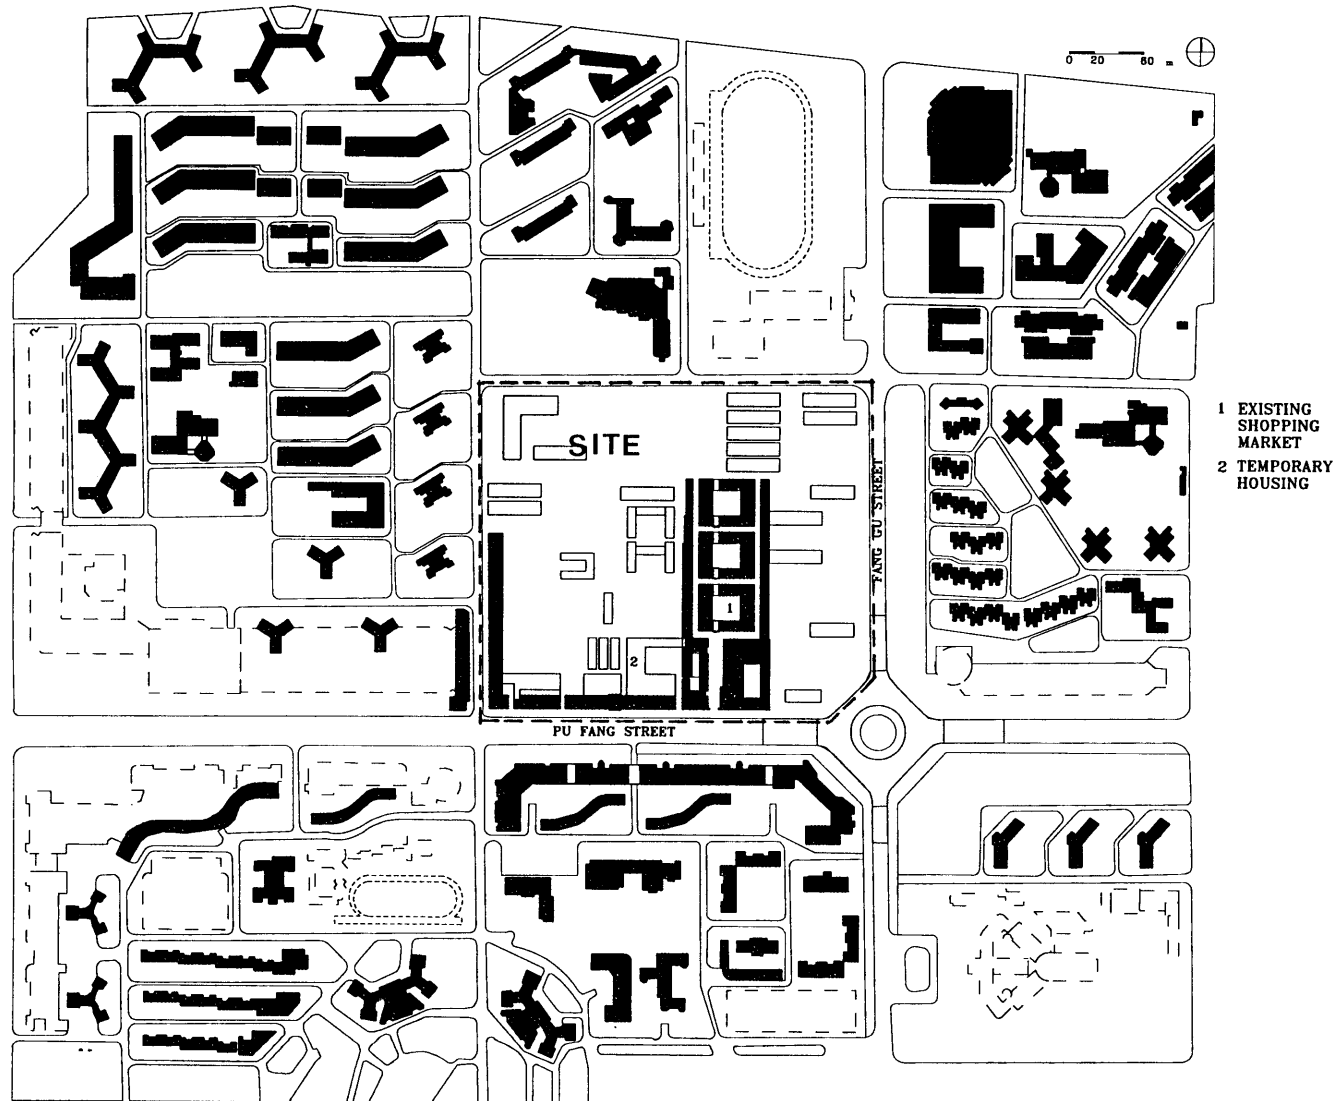 0 20 60 m
1 EXISTING
SHOPPING
MARKET
2 TEMPORARY
HOUSING
SITE
FANG GU STREET
1
2
PU FANG STREET